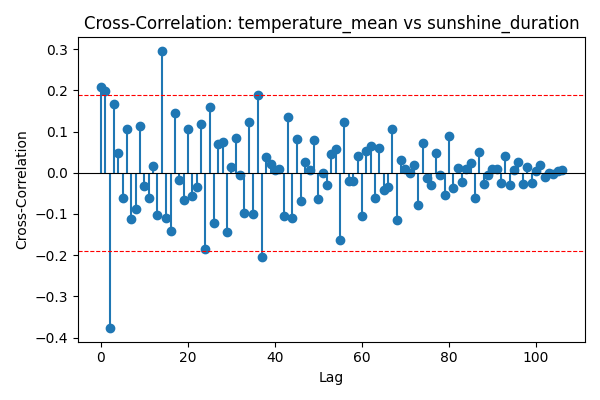 Cross-Correlation: temperature_mean vs sunshine_duration
Cross-Correlation
0.3
0.2
0.1
0.0
−0.1
−0.2
−0.3
−0.4
0 20 40 60 80 100
Lag